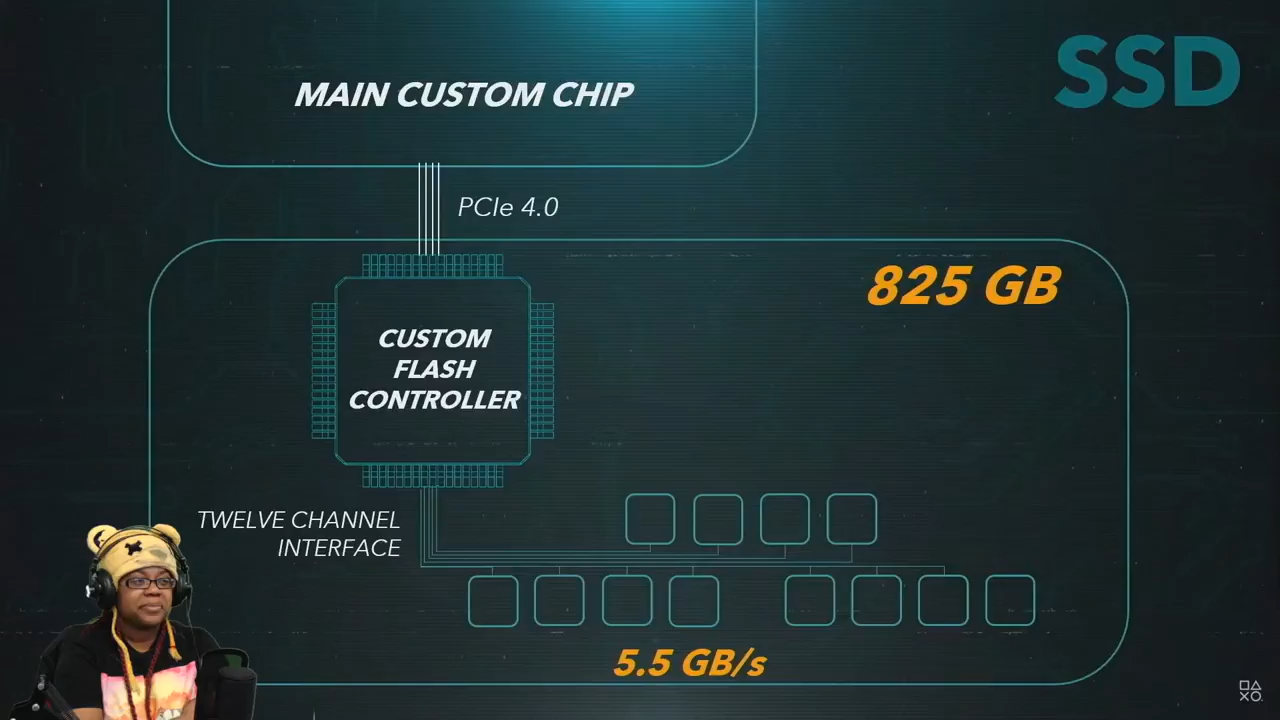 SSD
MAIN CUSTOM CHIP
PCIe 4.0
825 GB
CUSTOM
FLASH
CONTROLLER
TWELVE CHANNEL
INTERFACE
5.5 GB/s